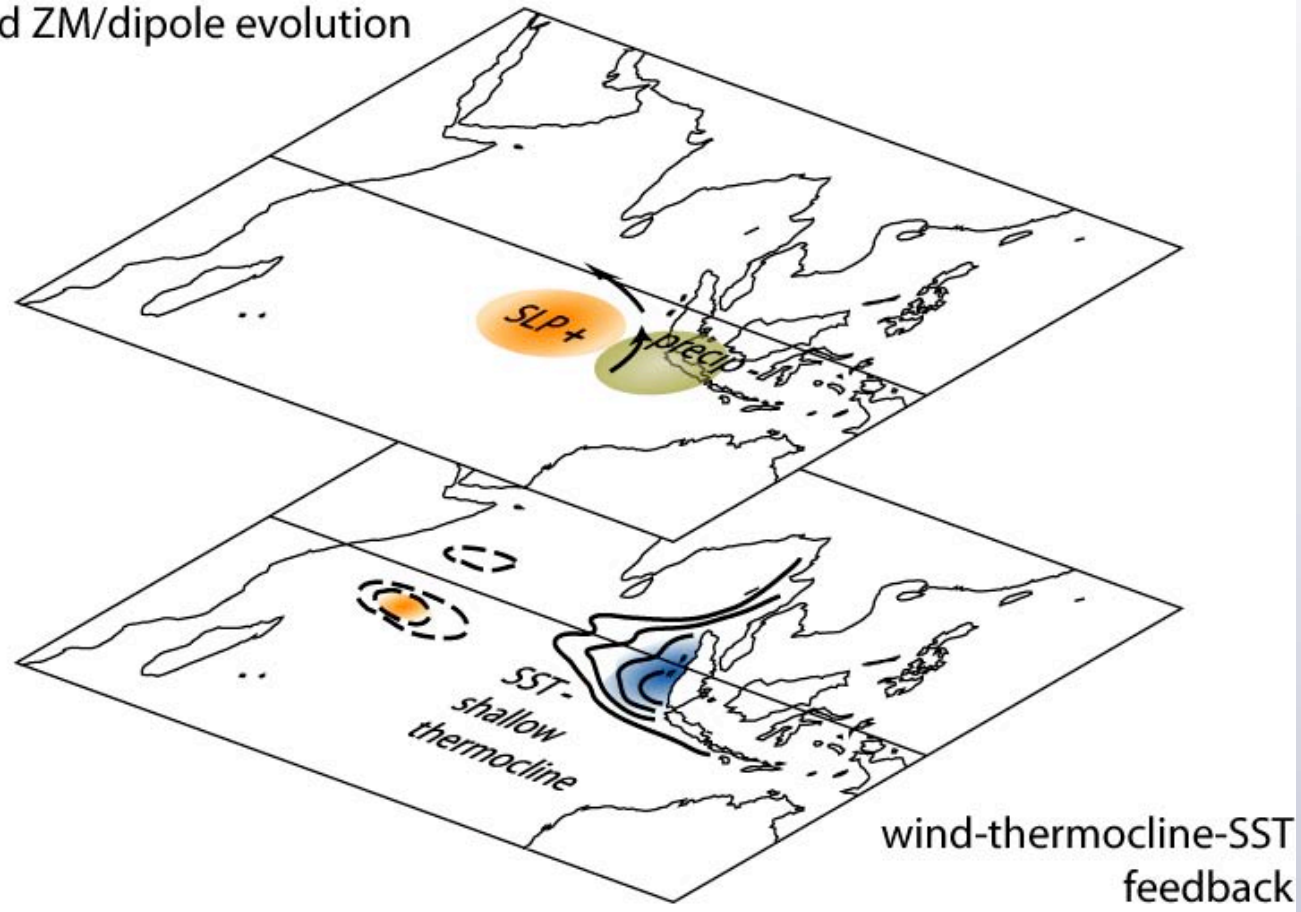 d ZM/dipole evolution
SLP+
precip-
SST-
shallow
thermocline
wind-thermocline-SST
feedback